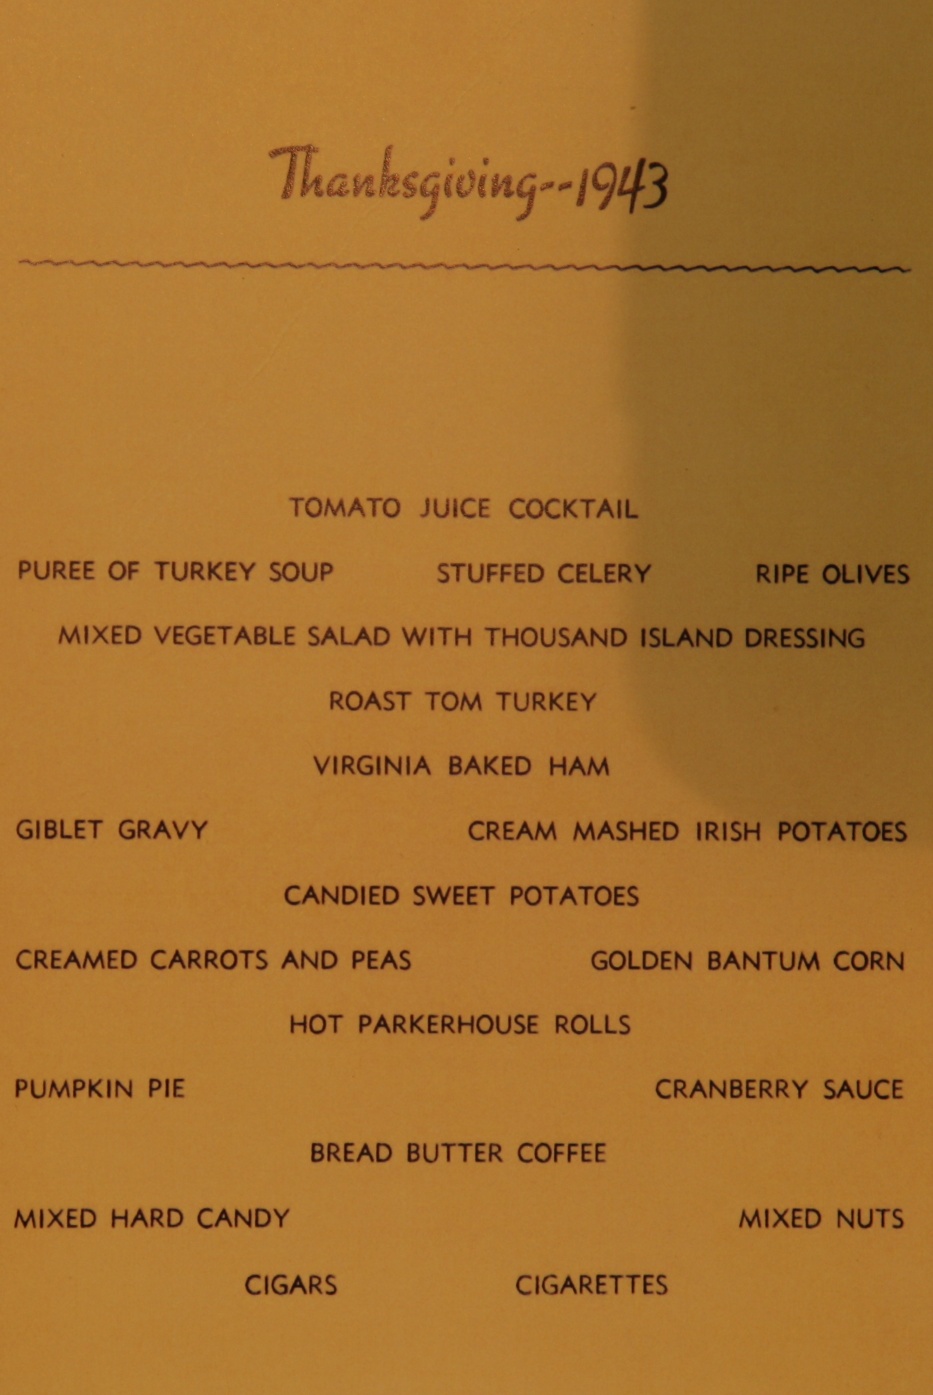 Thanksgiving--1943
TOMATO JUICE COCKTAIL
PUREE OF TURKEY SOUP STUFFED CELERY RIPE OLIVES
MIXED VEGETABLE SALAD WITH THOUSAND ISLAND DRESSING
ROAST TOM TURKEY
VIRGINIA BAKED HAM
GIBLET GRAVY CREAM MASHED IRISH POTATOES
CANDIED SWEET POTATOES
CREAMED CARROTS AND PEAS GOLDEN BANTUM CORN
HOT PARKERHOUSE ROLLS
PUMPKIN PIE CRANBERRY SAUCE
BREAD BUTTER COFFEE
MIXED HARD CANDY MIXED NUTS
CIGARS CIGARETTES